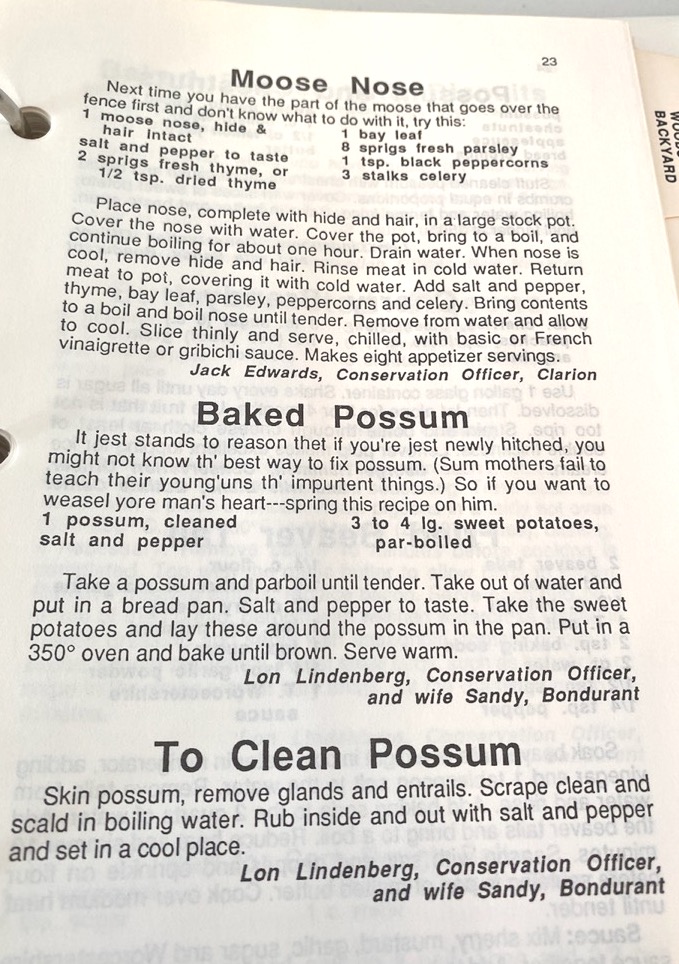 23
Moose Nose
Next time you have the part of the moose that goes over the
fence first and don't know what to do with it, try this:
1 moose nose, hide &
hair intact
salt and pepper to taste
2 sprigs fresh thyme, or
1/2 tsp. dried thyme
1 bay leaf
8 sprigs fresh parsley
1 tsp. black peppercorns
3 stalks celery
Place nose, complete with hide and hair, in a large stock pot.
Cover the nose with water. Cover the pot, bring to a boil, and
continue boiling for about one hour. Drain water. When nose is
cool, remove hide and hair. Rinse meat in cold water. Return
meat to pot, covering it with cold water. Add salt and pepper,
thyme, bay leaf, parsley, peppercorns and celery. Bring contents
to a boil and boil nose until tender. Remove from water and allow
to cool. Slice thinly and serve, chilled, with basic or French
vinaigrette or gribichi sauce. Makes eight appetizer servings.
Jack Edwards, Conservation Officer, Clarion
Baked Possum
It jest stands to reason thet if you're jest newly hitched, you
might not know th' best way to fix possum. (Sum mothers fail to
teach their young'uns th' impurtent things.) So if you want to
weasel yore man's heart---spring this recipe on him.
1 possum, cleaned
salt and pepper
3 to 4 lg. sweet potatoes,
par-boiled
Take a possum and parboil until tender. Take out of water and
put in a bread pan. Salt and pepper to taste. Take the sweet
potatoes and lay these around the possum in the pan. Put in a
350° oven and bake until brown. Serve warm.
Lon Lindenberg, Conservation Officer,
and wife Sandy, Bondurant
To Clean Possum
Skin possum, remove glands and entrails. Scrape clean and
scald in boiling water. Rub inside and out with salt and pepper
and set in a cool place.
Lon Lindenberg, Conservation Officer,
and wife Sandy, Bondurant
BACKYARD